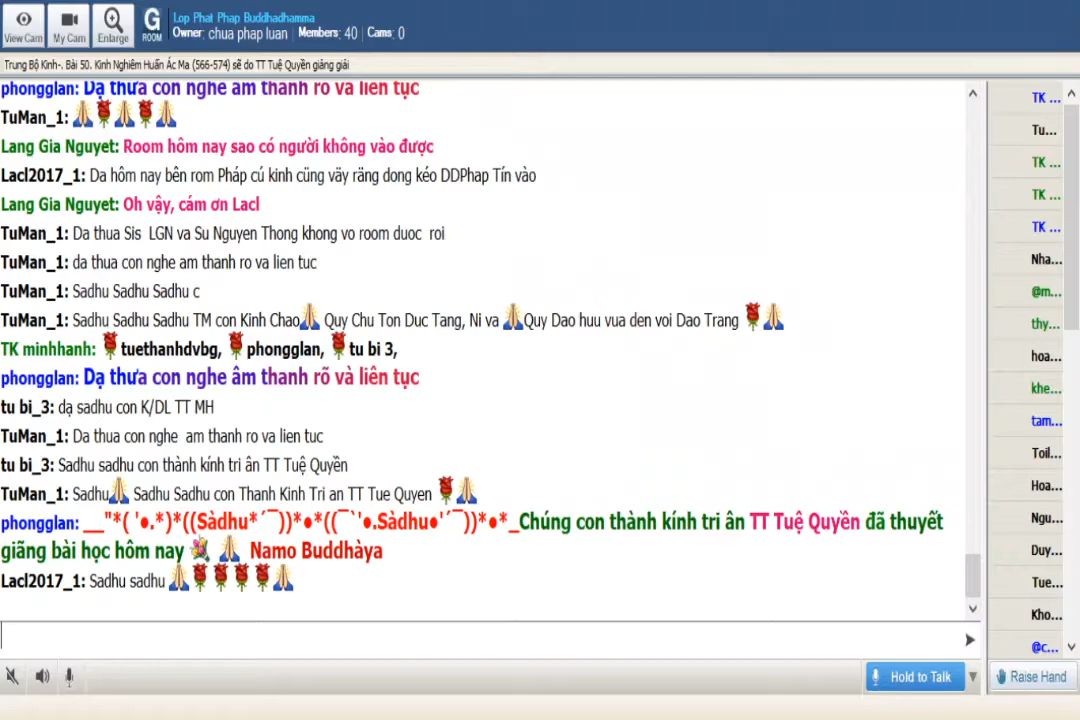 Lop Phat Phap Buddhadhamma
View Cam My Cam Enlarge G ROOM Owner: chua phap luan | Members: 40 | Cams: 0
Trung Bộ Kinh-. Bài 50. Kinh Nghiêm Huấn Ác Ma (566-574) sẽ do TT Tuệ Quyền giảng giải
phongglan: Dạ thưa con nghe âm thanh rõ và liên tục
TuMan_1:
Lang Gia Nguyet: Room hôm nay sao có người không vào được
Lacl2017_1: Da hôm nay bên rom Pháp cú kinh cũng vãy răng dong kéo DDPhap Tín vào
Lang Gia Nguyet: Oh vậy, cám ơn Lacl
TuMan_1: Da thua Sis LGN va Su Nguyen Thong khong vo room duoc roi
TuMan_1: da thua con nghe am thanh ro va lien tuc
TuMan_1: Sadhu Sadhu Sadhu c
TuMan_1: Sadhu Sadhu Sadhu TM con Kinh Chao Quy Chu Ton Duc Tang, Ni va Quy Dao huu vua den voi Dao Trang
TK minhhanh: tuethanhdvbg, phongglan, tu bi 3,
phongglan: Dạ thưa con nghe âm thanh rõ và liên tục
tu bi_3: dạ sadhu con K/DL TT MH
TuMan_1: Da thua con nghe am thanh ro va lien tuc
tu bi_3: Sadhu sadhu con thành kính tri ân TT Tuệ Quyền
TuMan_1: Sadhu Sadhu Sadhu con Thanh Kinh Tri an TT Tue Quyen
phongglan: __"*( '●.*)*((Sàdhu*´¯))*●*((¯`'●.Sàdhu●'´¯))*●*_Chúng con thành kính tri ân TT Tuệ Quyền đã thuyết
giãng bài học hôm nay Namo Buddhàya
Lacl2017_1: Sadhu sadhu
TK ...
Tu...
TK ...
TK ...
TK ...
Nha...
@m...
thy...
hoa...
khe...
tam...
Toil...
Hoa...
Ngu...
Duy...
Tue...
Kho...
@c...
Hold to Talk Raise Hand